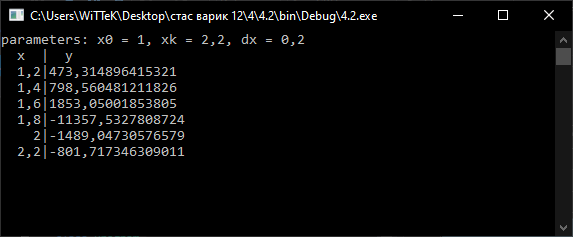 C:\Users\WiTTeK\Desktop\стас варик 12\4\4.2\bin\Debug\4.2.exe
parameters: x0 = 1, xk = 2,2, dx = 0,2
x | y
1,2|473,314896415321
1,4|798,560481211826
1,6|1853,05001853805
1,8|-11357,5327808724
2|-1489,04730576579
2,2|-801,717346309011